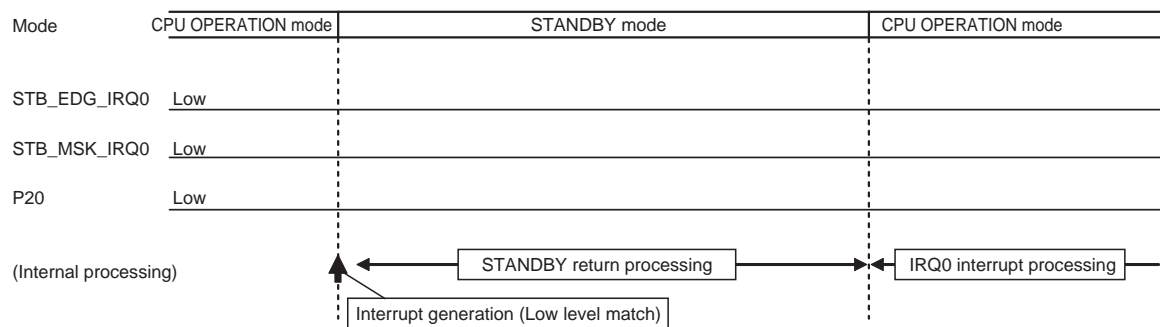 Mode CPU OPERATION mode STANDBY mode CPU OPERATION mode
STB_EDG_IRQ0 Low
STB_MSK_IRQ0 Low
P20 Low
(Internal processing) STANDBY return processing IRQ0 interrupt processing
Interrupt generation (Low level match)